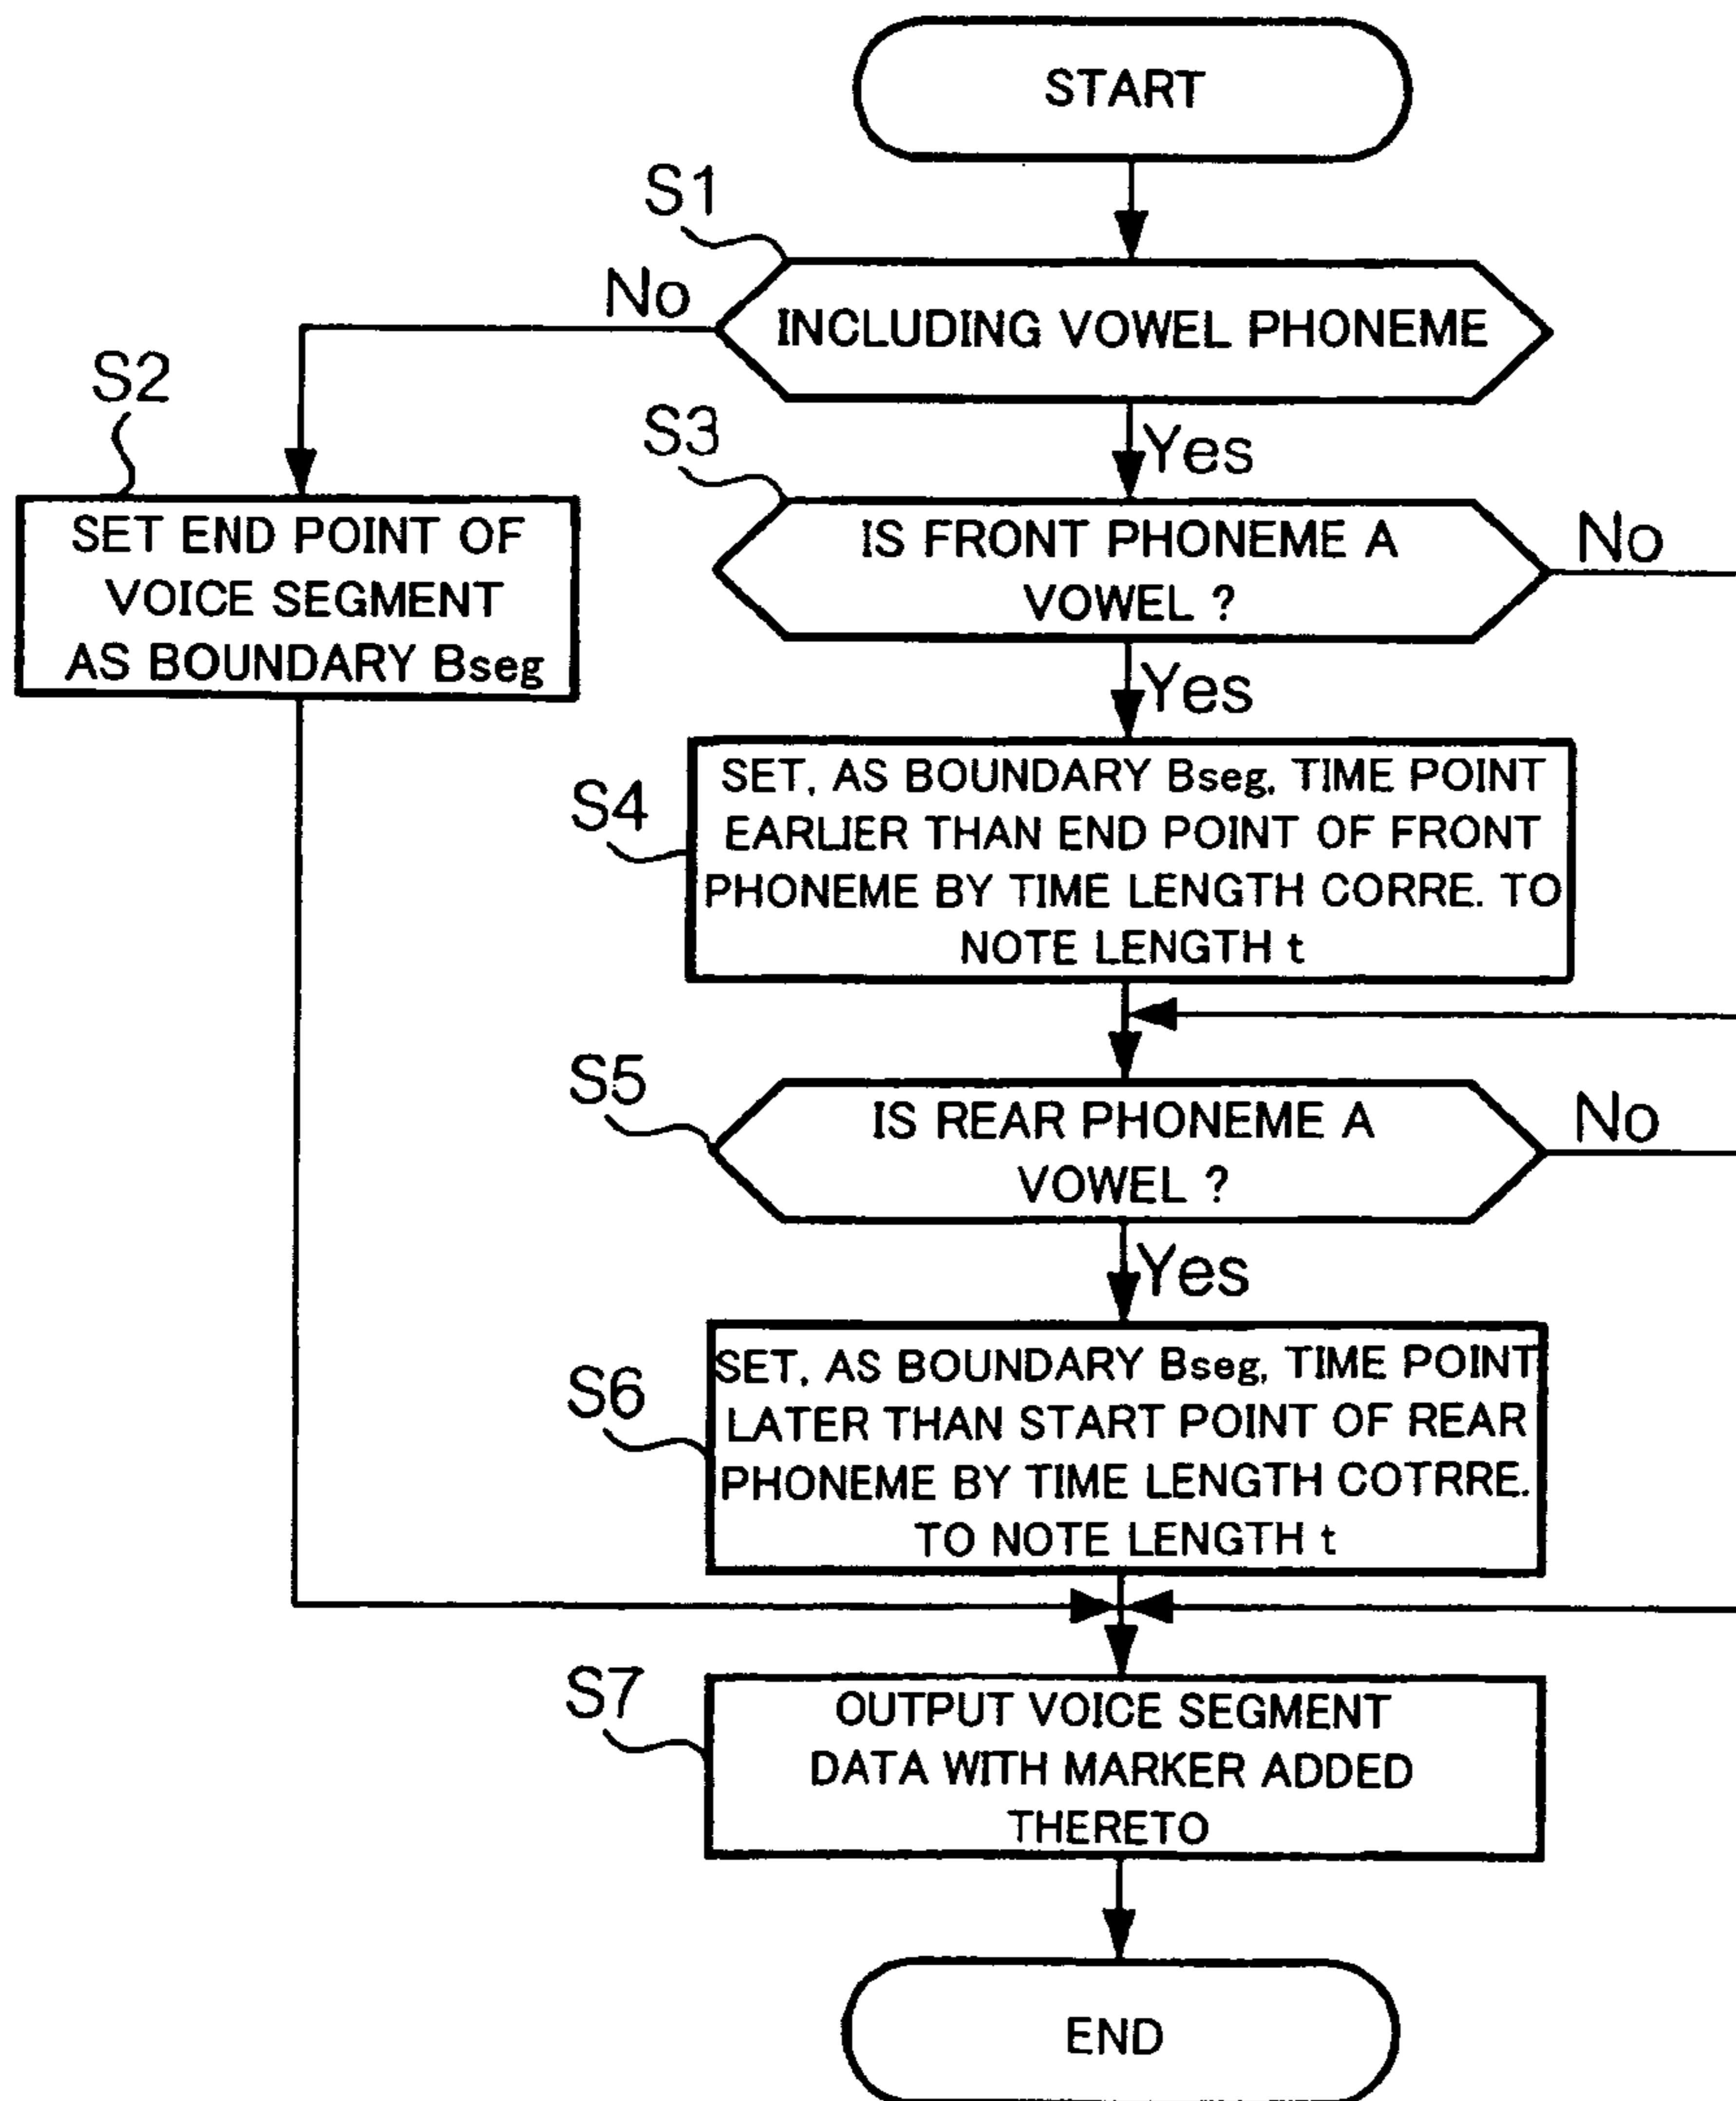 START
S1
No
INCLUDING VOWEL PHONEME
S2
S3
Yes
SET END POINT OF
VOICE SEGMENT
AS BOUNDARY Bseg
IS FRONT PHONEME A
VOWEL ?
No
Yes
S4
SET, AS BOUNDARY Bseg, TIME POINT
EARLIER THAN END POINT OF FRONT
PHONEME BY TIME LENGTH CORRE. TO
NOTE LENGTH t
S5
IS REAR PHONEME A
VOWEL ?
No
Yes
S6
SET, AS BOUNDARY Bseg, TIME POINT
LATER THAN START POINT OF REAR
PHONEME BY TIME LENGTH COTRRE.
TO NOTE LENGTH t
S7
OUTPUT VOICE SEGMENT
DATA WITH MARKER ADDED
THERETO
END